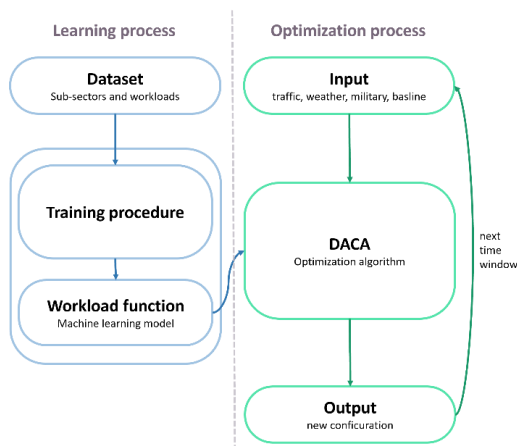 Learning process
Optimization process
Dataset
Sub-sectors and workloads
Input
traffic, weather, military, basline
Training procedure
DACA
Optimization algorithm
next
time
window
Workload function
Machine learning model
Output
new conficuration